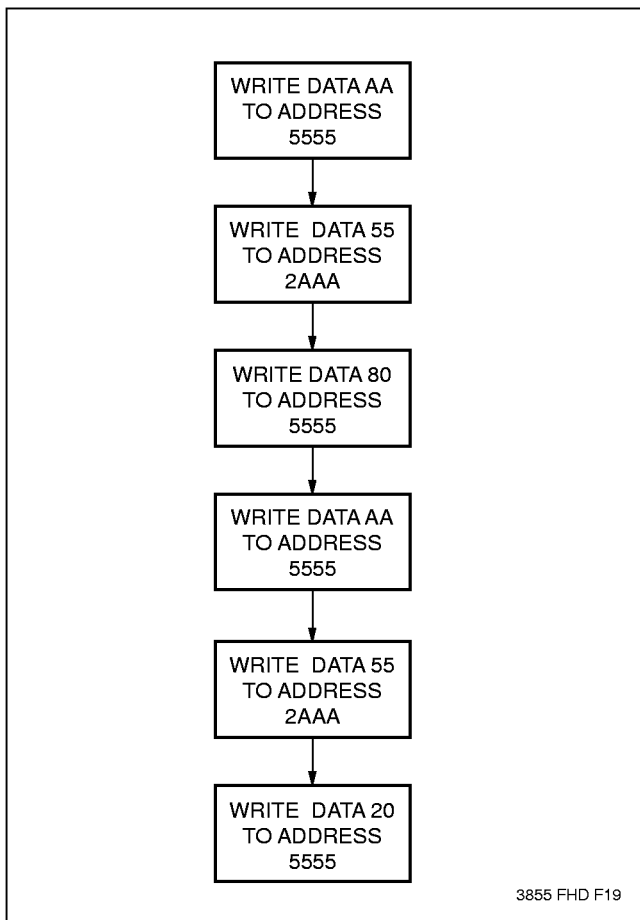 WRITE DATA AA
TO ADDRESS
5555
WRITE DATA 55
TO ADDRESS
2AAA
WRITE DATA 80
TO ADDRESS
5555
WRITE DATA AA
TO ADDRESS
5555
WRITE DATA 55
TO ADDRESS
2AAA
WRITE DATA 20
TO ADDRESS
5555
3855 FHD F19